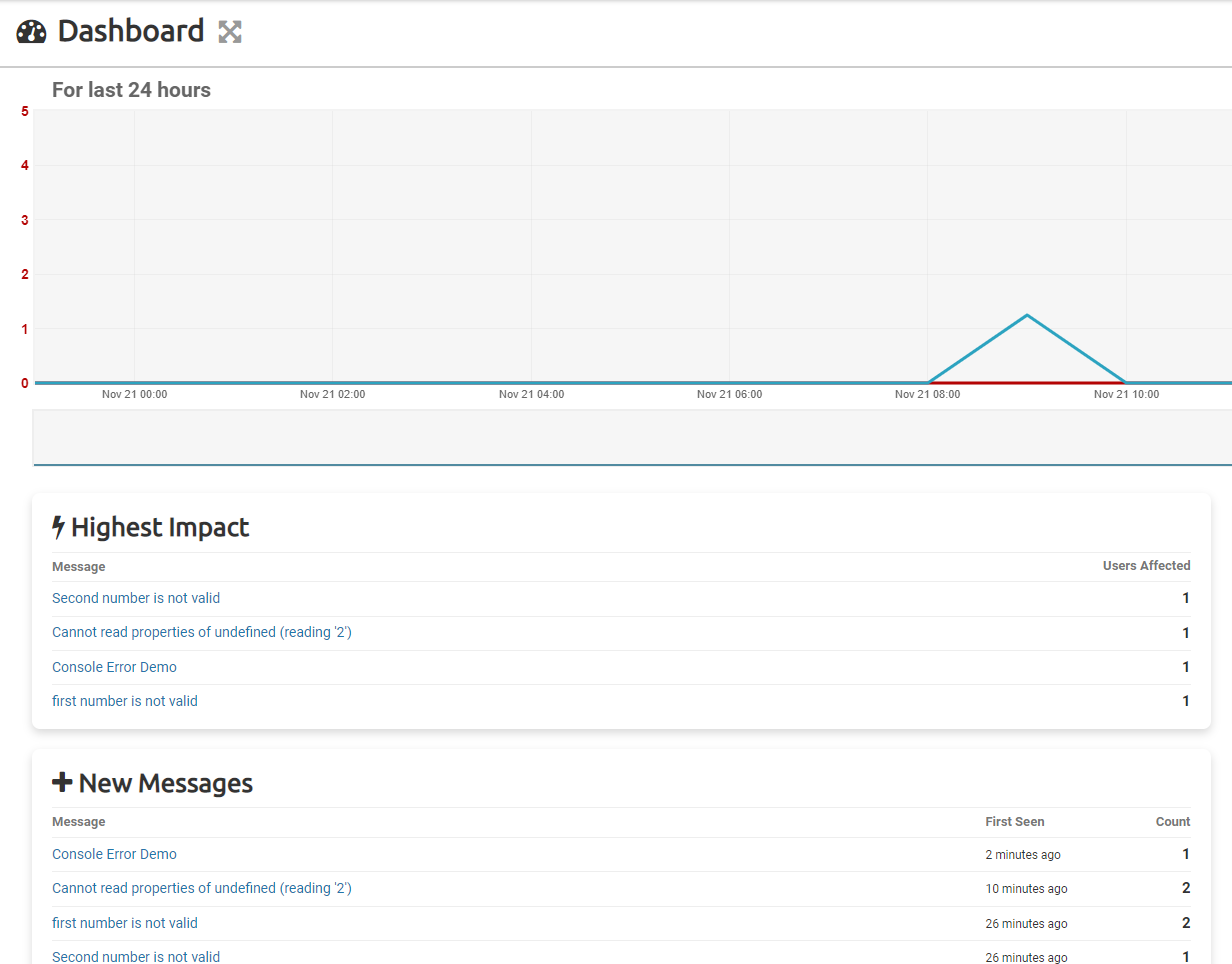 Dashboard
For last 24 hours
5
4
3
2
1
0
Nov 21 00:00 Nov 21 02:00 Nov 21 04:00 Nov 21 06:00 Nov 21 08:00 Nov 21 10:00
Highest Impact
Message Users Affected
Second number is not valid 1
Cannot read properties of undefined (reading '2') 1
Console Error Demo 1
first number is not valid 1
New Messages
Message First Seen Count
Console Error Demo 2 minutes ago 1
Cannot read properties of undefined (reading '2') 10 minutes ago 2
first number is not valid 26 minutes ago 2
Second number is not valid 26 minutes ago 1